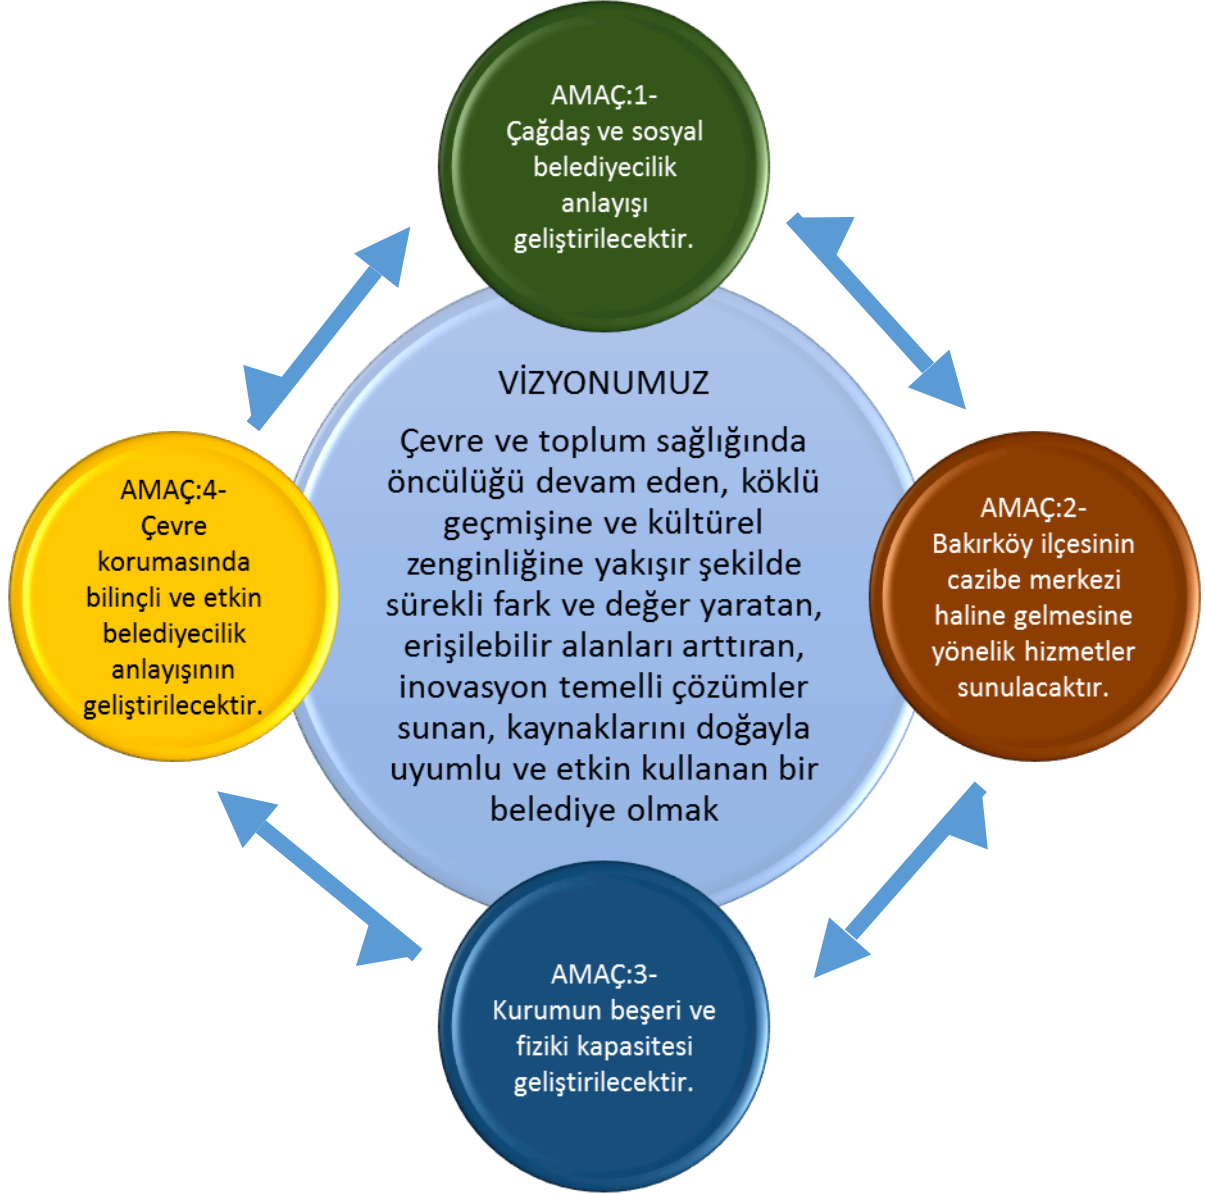 AMAÇ:1-
Çağdaş ve sosyal
belediyecilik
anlayışı
geliştirilecektir.
VİZYONUMUZ
Çevre ve toplum sağlığında
öncülüğü devam eden, köklü
geçmişine ve kültürel
zenginliğine yakışır şekilde
sürekli fark ve değer yaratan,
erişilebilir alanları arttıran,
inovasyon temelli çözümler
sunan, kaynaklarını doğayla
uyumlu ve etkin kullanan bir
belediye olmak
AMAÇ:2-
Bakırköy ilçesinin
cazibe merkezi
haline gelmesine
yönelik hizmetler
sunulacaktır.
AMAÇ:3-
Kurumun beşeri ve
fiziki kapasitesi
geliştirilecektir.
AMAÇ:4-
Çevre
korumasında
bilinçli ve etkin
belediyecilik
anlayışının
geliştirilecektir.